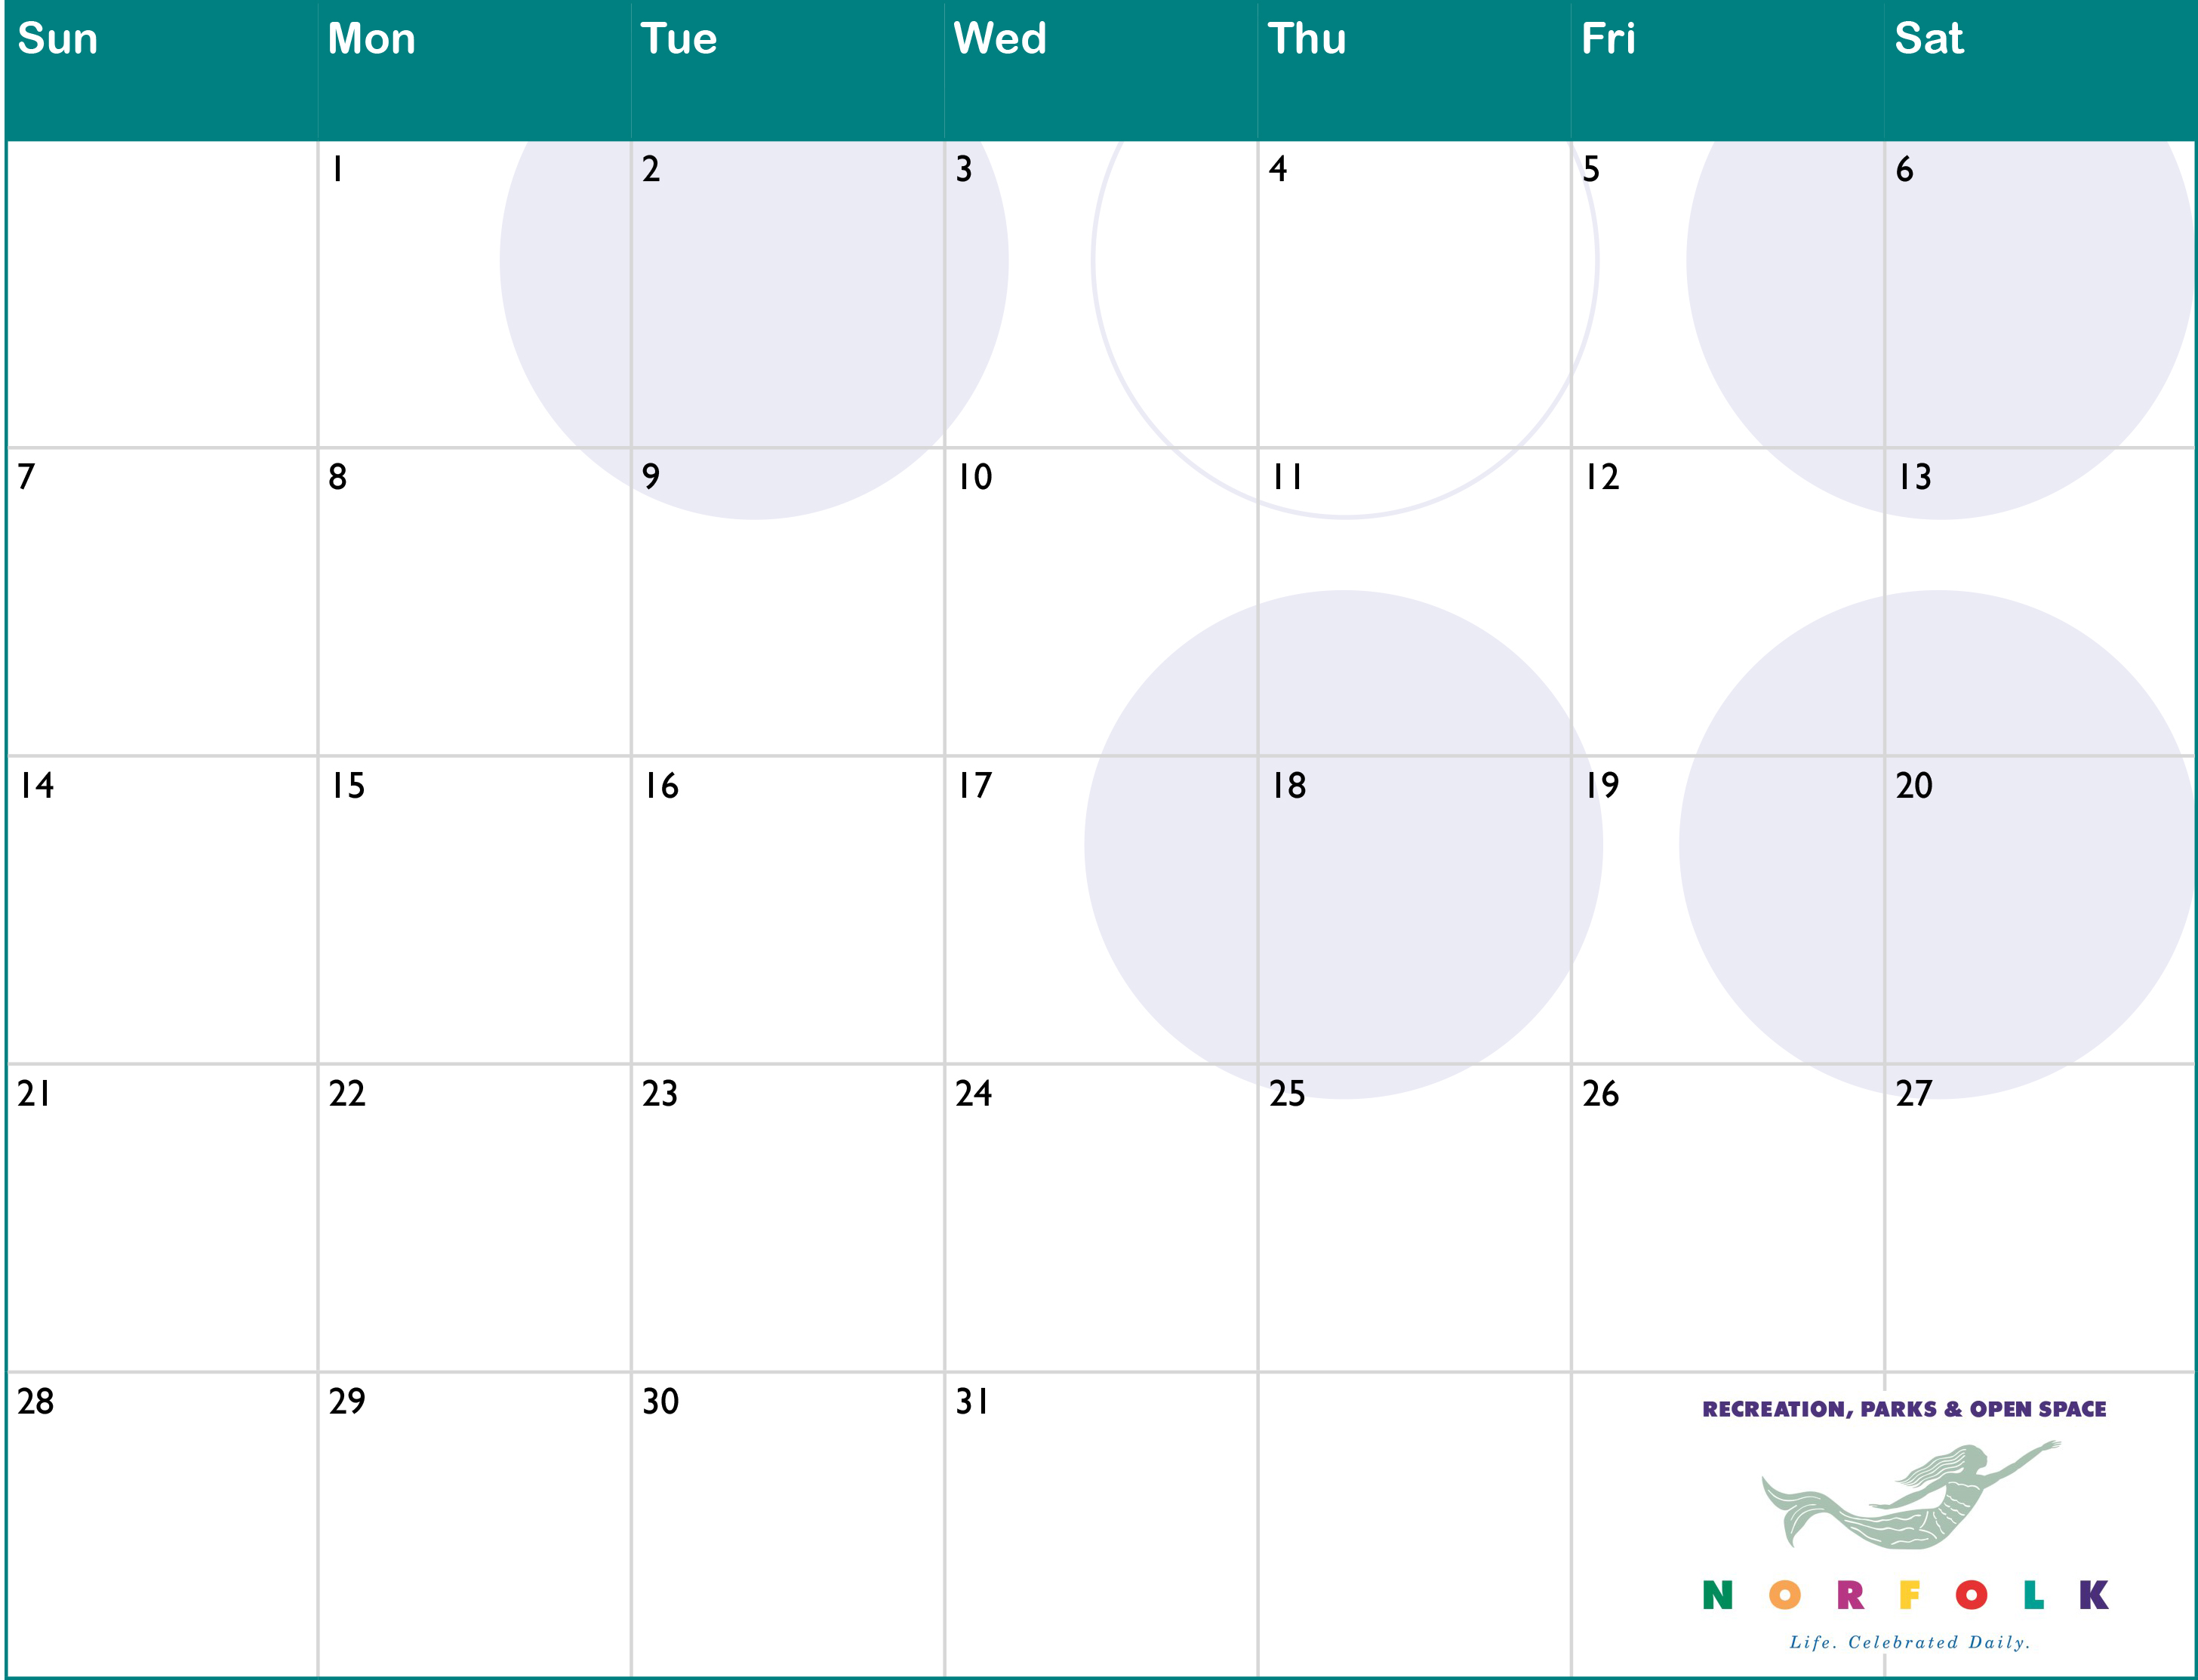 Sun Mon Tue Wed Thu Fri Sat
1 2 3 4 5 6
7 8 9 10 11 12 13
14 15 16 17 18 19 20
21 22 23 24 25 26 27
28 29 30 31
RECREATION, PARKS & OPEN SPACE
NORFOLK
Life. Celebrated Daily.